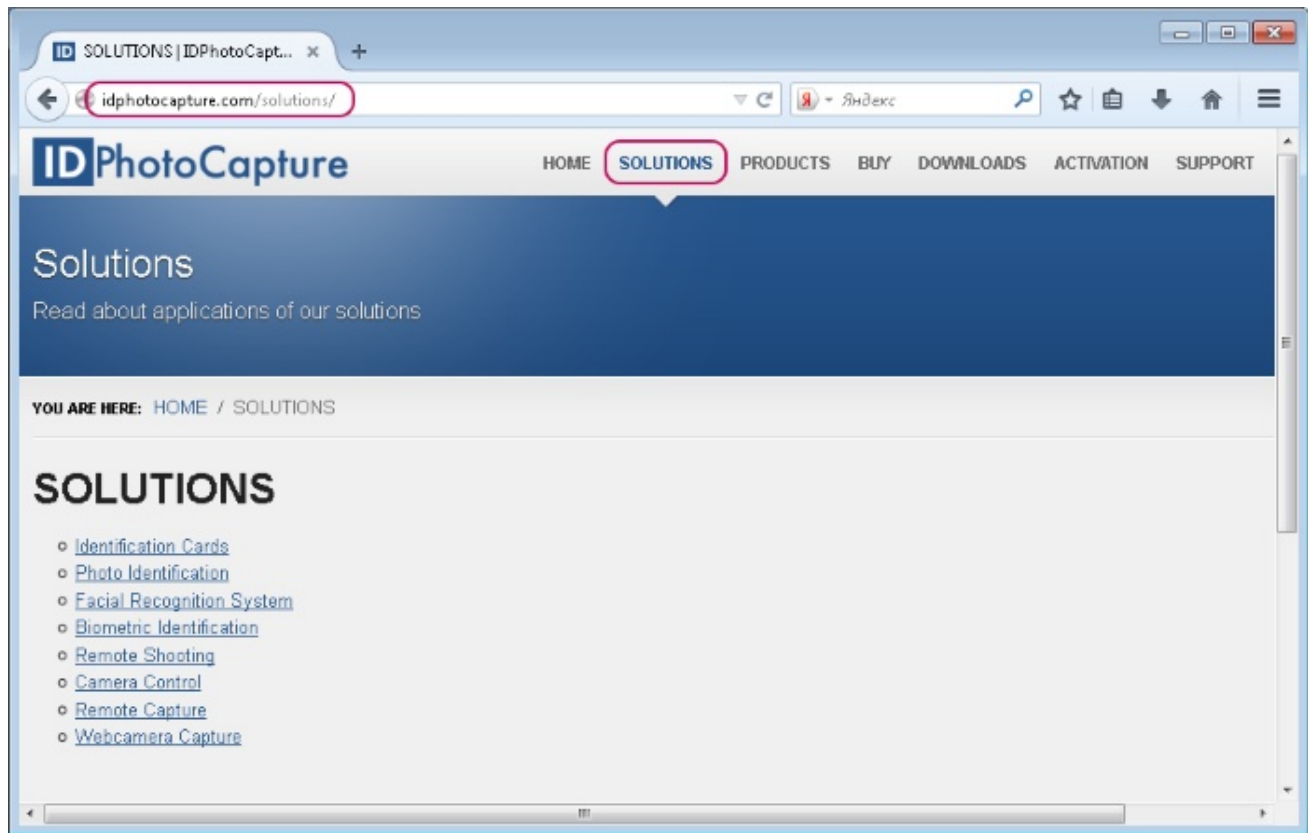 ID SOLUTIONS | IDPhotoCapt...
idphotocapture.com/solutions/ Я Яндекс
IDPhotoCapture HOME SOLUTIONS PRODUCTS BUY DOWNLOADS ACTIVATION SUPPORT
Solutions
Read about applications of our solutions
YOU ARE HERE: HOME / SOLUTIONS
SOLUTIONS
Identification Cards
Photo Identification
Facial Recognition System
Biometric Identification
Remote Shooting
Camera Control
Remote Capture
Webcamera Capture